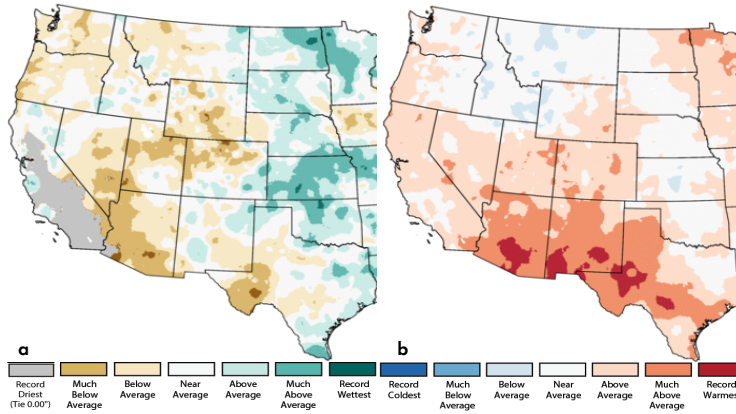 a
b
Record Driest (Tie 0.00")
Much Below Average
Below Average
Near Average
Above Average
Much Above Average
Record Wettest
Record Coldest
Much Below Average
Below Average
Near Average
Above Average
Much Above Average
Record Warmes